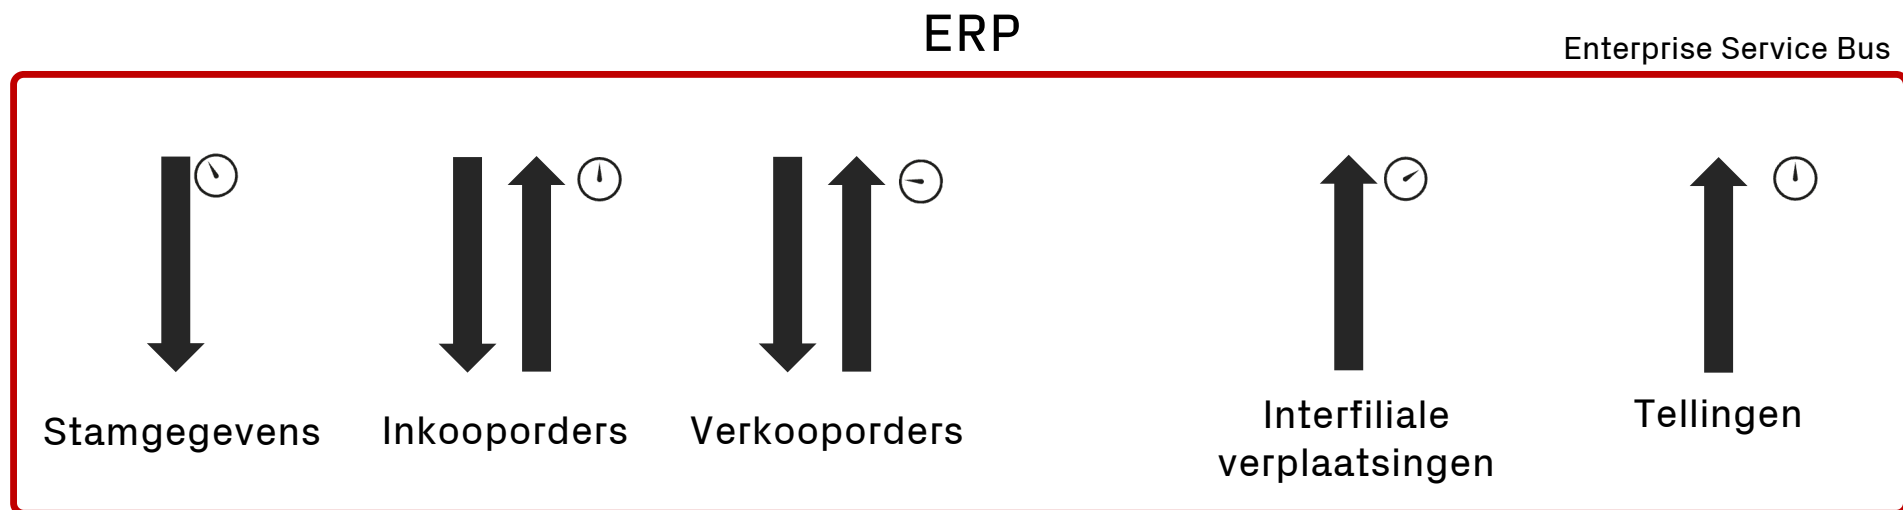 ERP
Enterprise Service Bus
Stamgegevens
Inkooporders
Verkooporders
Interfiliale
verplaatsingen
Tellingen